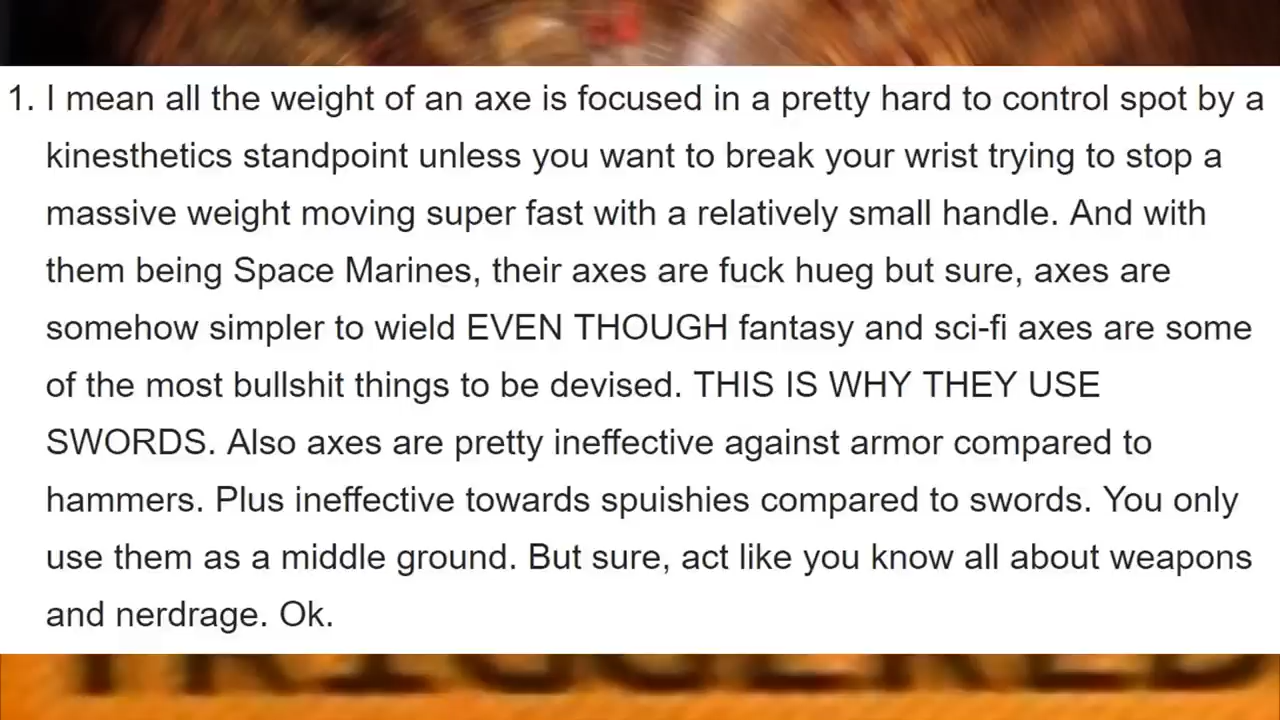 1. I mean all the weight of an axe is focused in a pretty hard to control spot by a
kinesthetics standpoint unless you want to break your wrist trying to stop a
massive weight moving super fast with a relatively small handle. And with
them being Space Marines, their axes are fuck hueg but sure, axes are
somehow simpler to wield EVEN THOUGH fantasy and sci-fi axes are some
of the most bullshit things to be devised. THIS IS WHY THEY USE
SWORDS. Also axes are pretty ineffective against armor compared to
hammers. Plus ineffective towards spuishies compared to swords. You only
use them as a middle ground. But sure, act like you know all about weapons
and nerdrage. Ok.
TRIGGERED